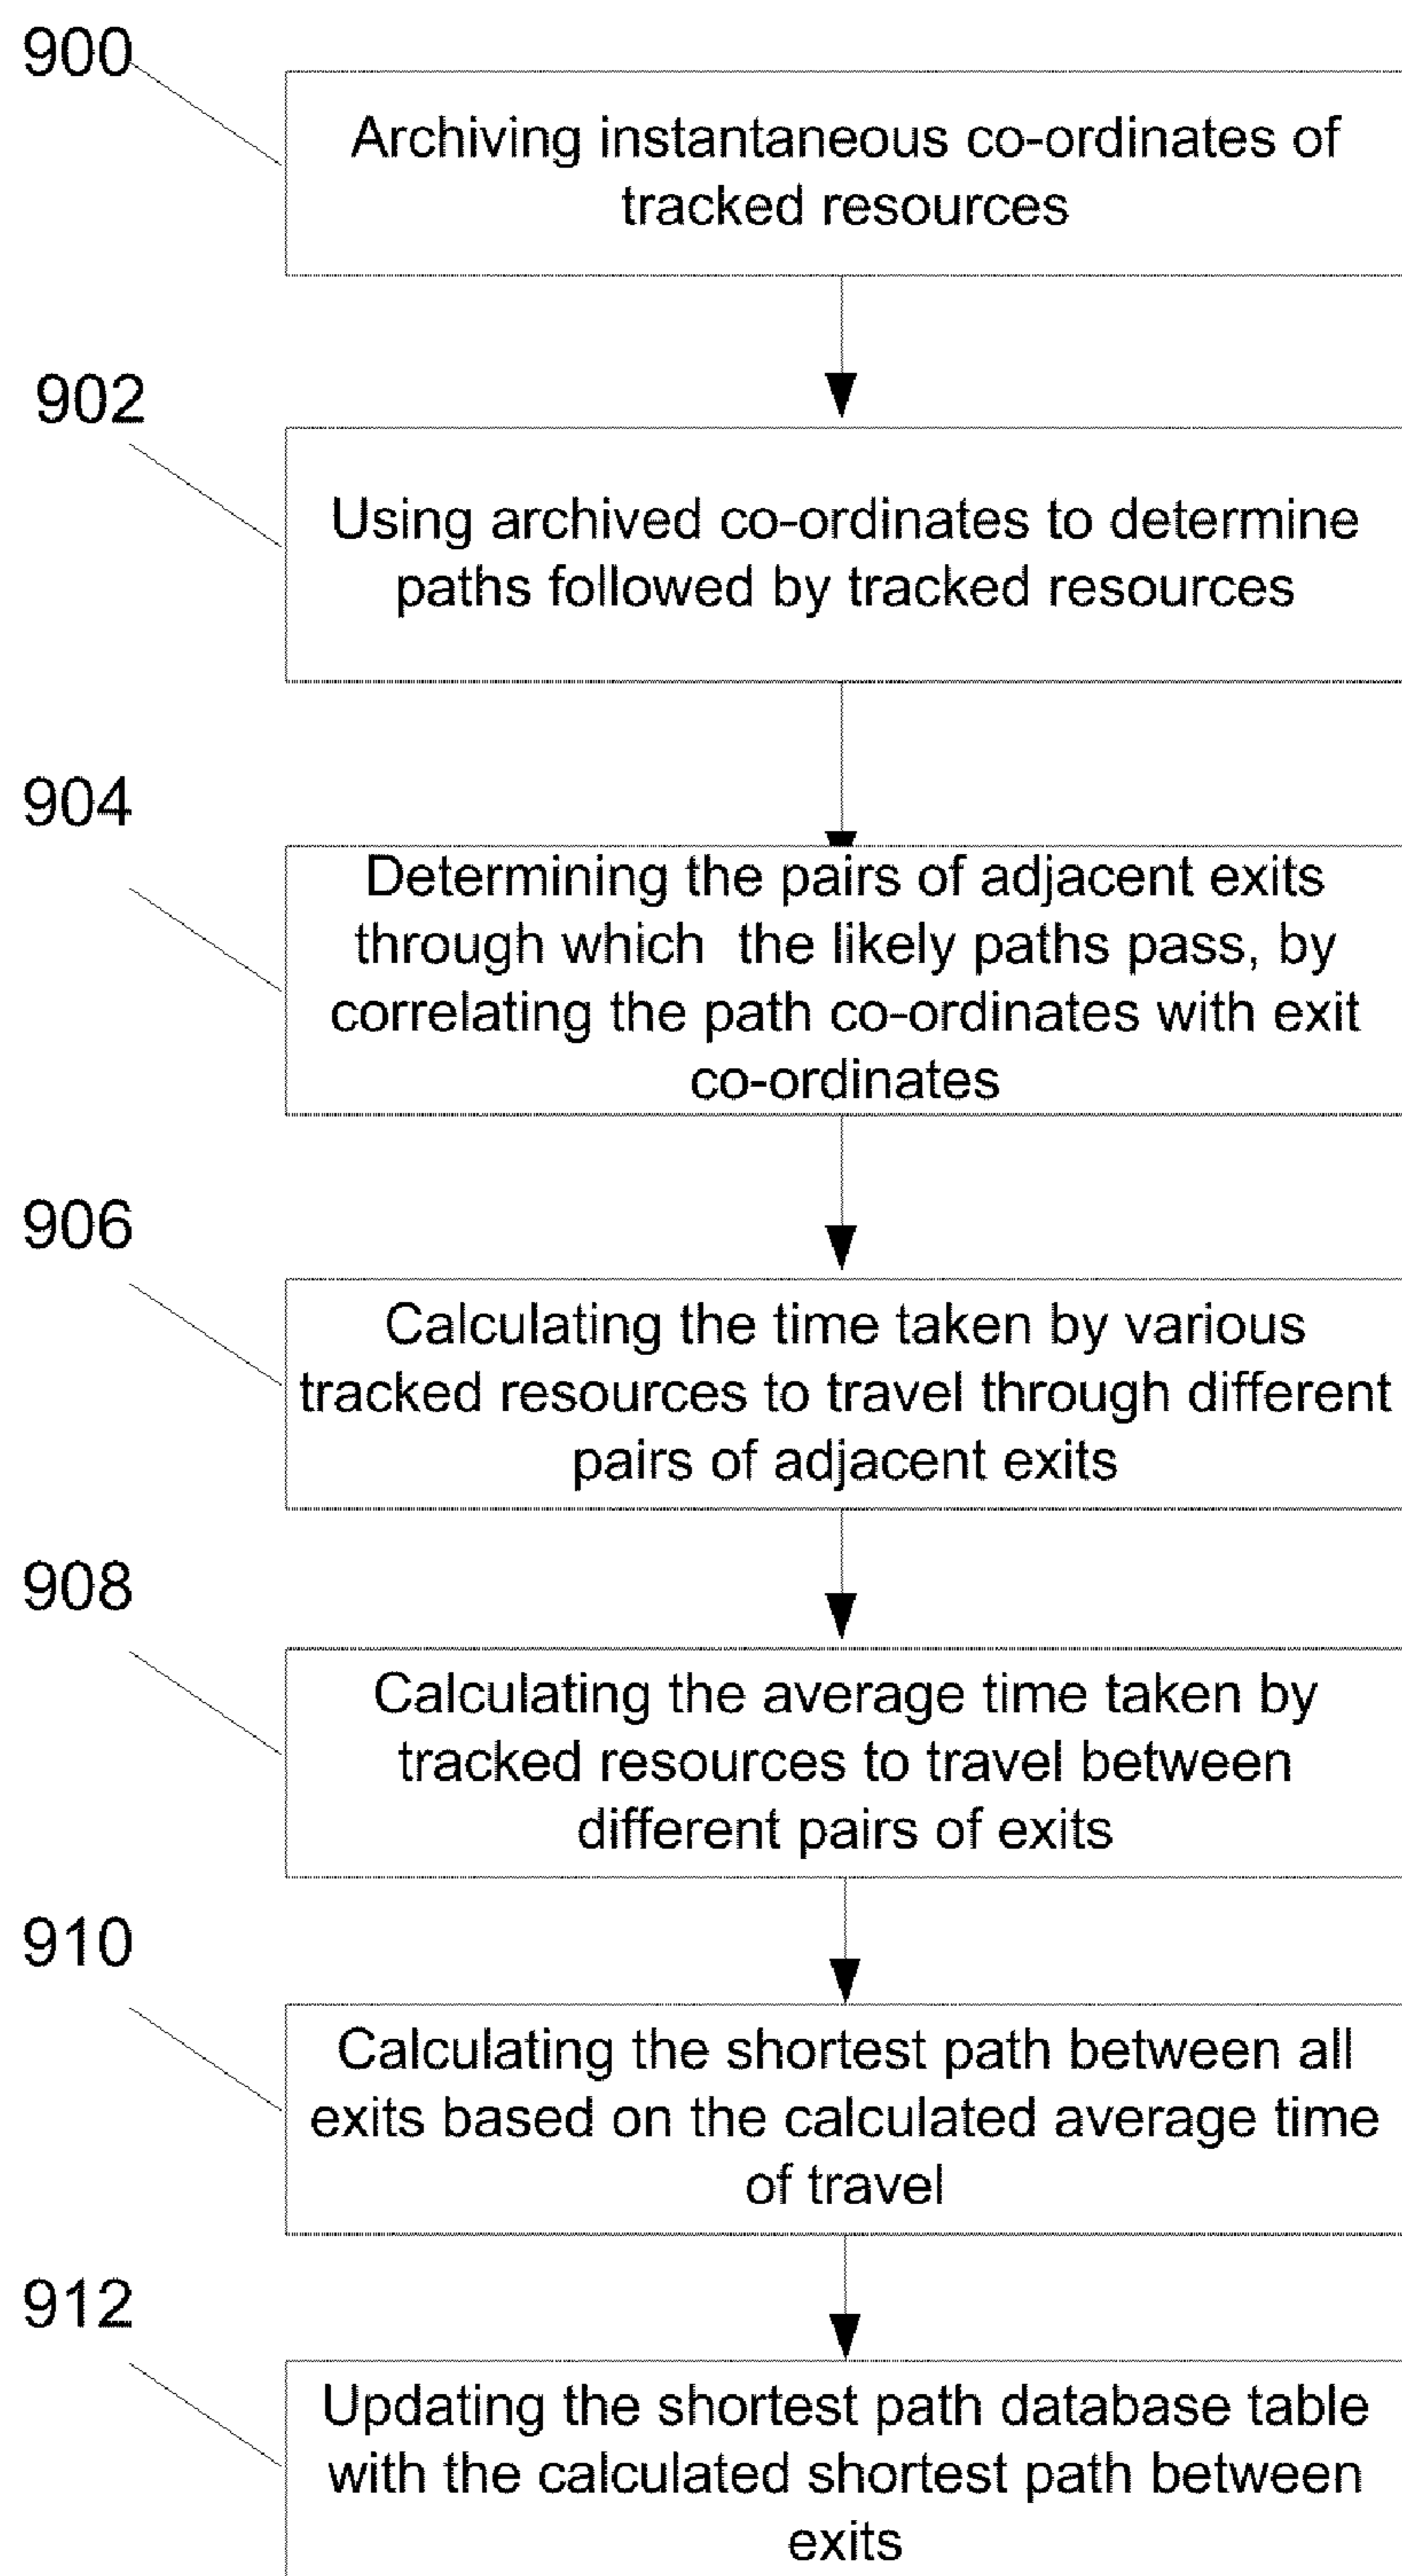 900
Archiving instantaneous co-ordinates of
tracked resources
902
Using archived co-ordinates to determine
paths followed by tracked resources
904
Determining the pairs of adjacent exits
through which the likely paths pass, by
correlating the path co-ordinates with exit
co-ordinates
906
Calculating the time taken by various
tracked resources to travel through different
pairs of adjacent exits
908
Calculating the average time taken by
tracked resources to travel between
different pairs of exits
910
Calculating the shortest path between all
exits based on the calculated average time
of travel
912
Updating the shortest path database table
with the calculated shortest path between
exits